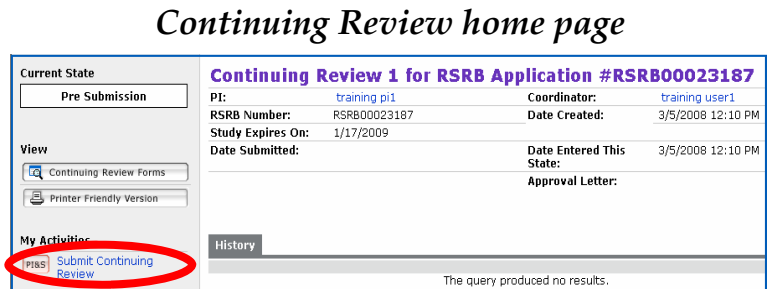 Continuing Review home page
Current State
Pre Submission
View
Continuing Review Forms
Printer Friendly Version
My Activities
PI&S Submit Continuing
Review
Continuing Review 1 for RSRB Application #RSRB00023187
PI: training pi1 Coordinator: training user1
RSRB Number: RSRB00023187 Date Created: 3/5/2008 12:10 PM
Study Expires On: 1/17/2009
Date Submitted: Date Entered This 3/5/2008 12:10 PM
State:
Approval Letter:
History
The query produced no results.